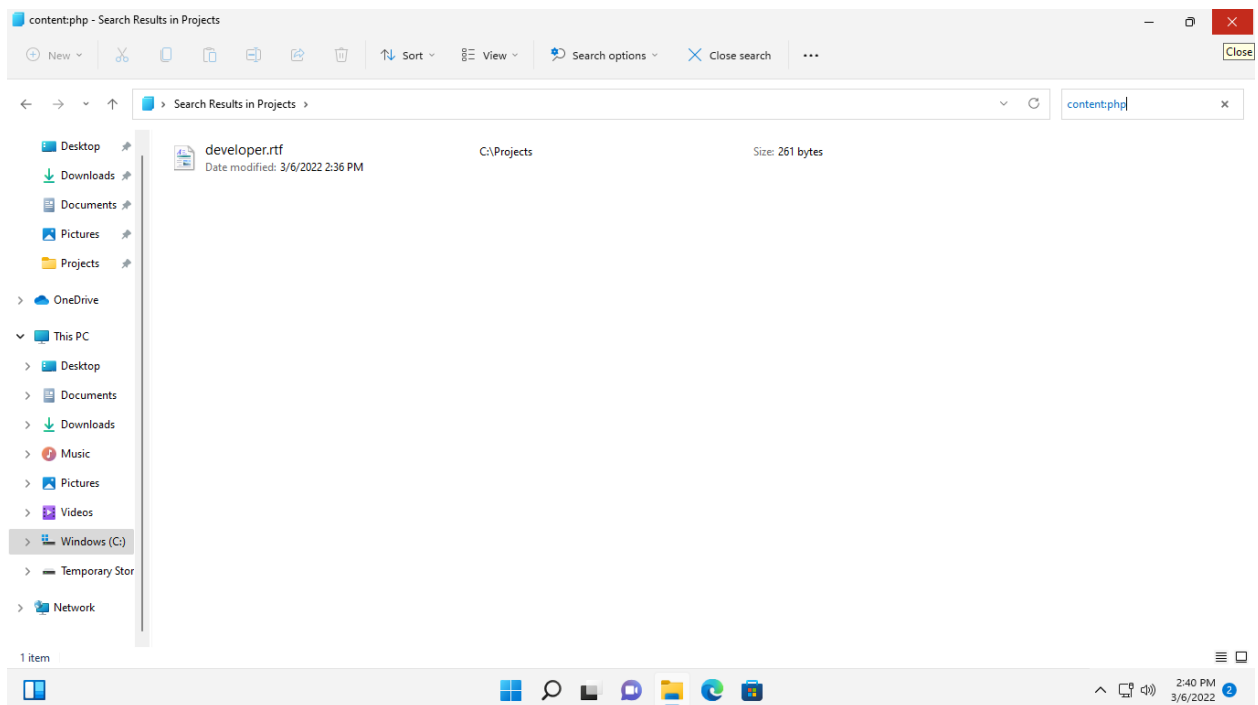 content:php - Search Results in Projects
New
Sort
View
Search options
Close search
Close
Search Results in Projects
content:php
Desktop
Downloads
Documents
Pictures
Projects
OneDrive
This PC
Desktop
Documents
Downloads
Music
Pictures
Videos
Windows (C:)
Temporary Stor
Network
developer.rtf
Date modified: 3/6/2022 2:36 PM
C:\Projects
Size: 261 bytes
1 item
2:40 PM
3/6/2022
2